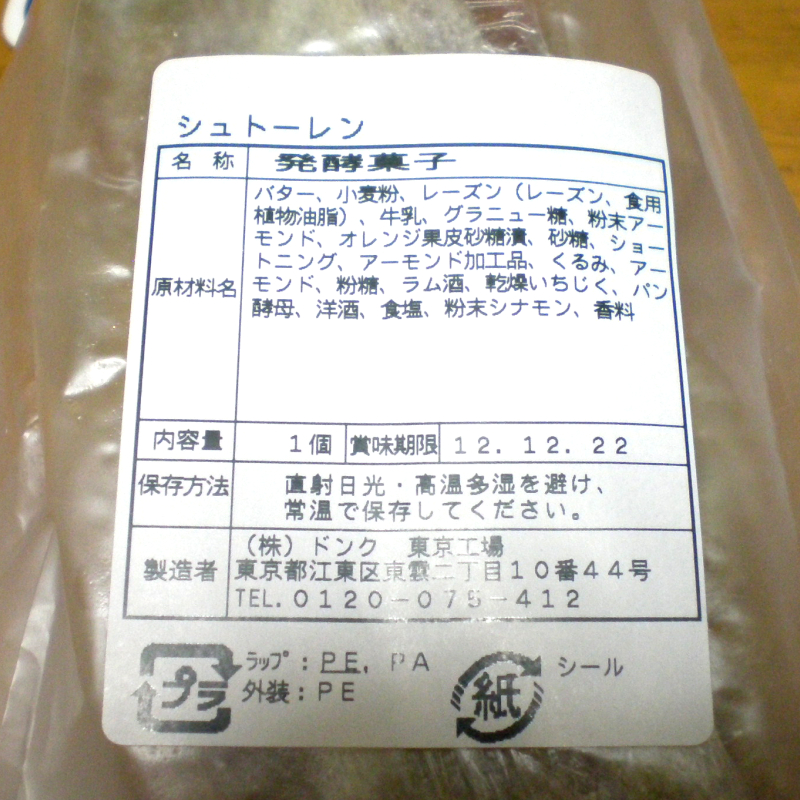 シュトーレン
名称 発酵菓子
原材料名
バター、小麦粉、レーズン（レーズン、食用
植物油脂）、牛乳、グラニュー糖、粉末アー
モンド、オレンジ果皮砂糖漬、砂糖、ショー
トニング、アーモンド加工品、くるみ、アー
モンド、粉糖、ラム酒、乾燥いちじく、パン
酵母、洋酒、食塩、粉末シナモン、香料
内容量 1個 賞味期限 12.12.22
保存方法 直射日光・高温多湿を避け、
常温で保存してください。
製造者 （株）ドンク 東京工場
東京都江東区東雲二丁目10番44号
TEL.0120-075-412
プラ ラップ：PE，PA
外装：PE
紙 シール